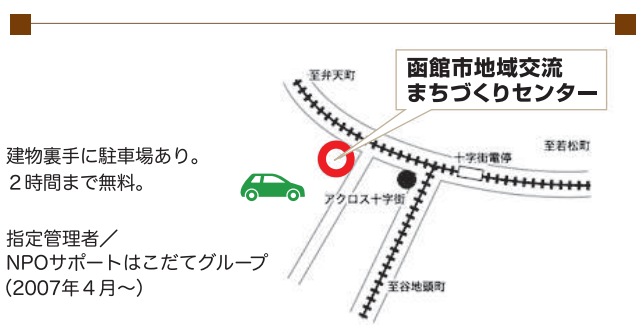 函館市地域交流
まちづくりセンター
至弁天町
至若松町
十字街電停
アクロス十字街
至谷地頭町
建物裏手に駐車場あり。
２時間まで無料。
指定管理者／
NPOサポートはこだてグループ
（2007年４月～）